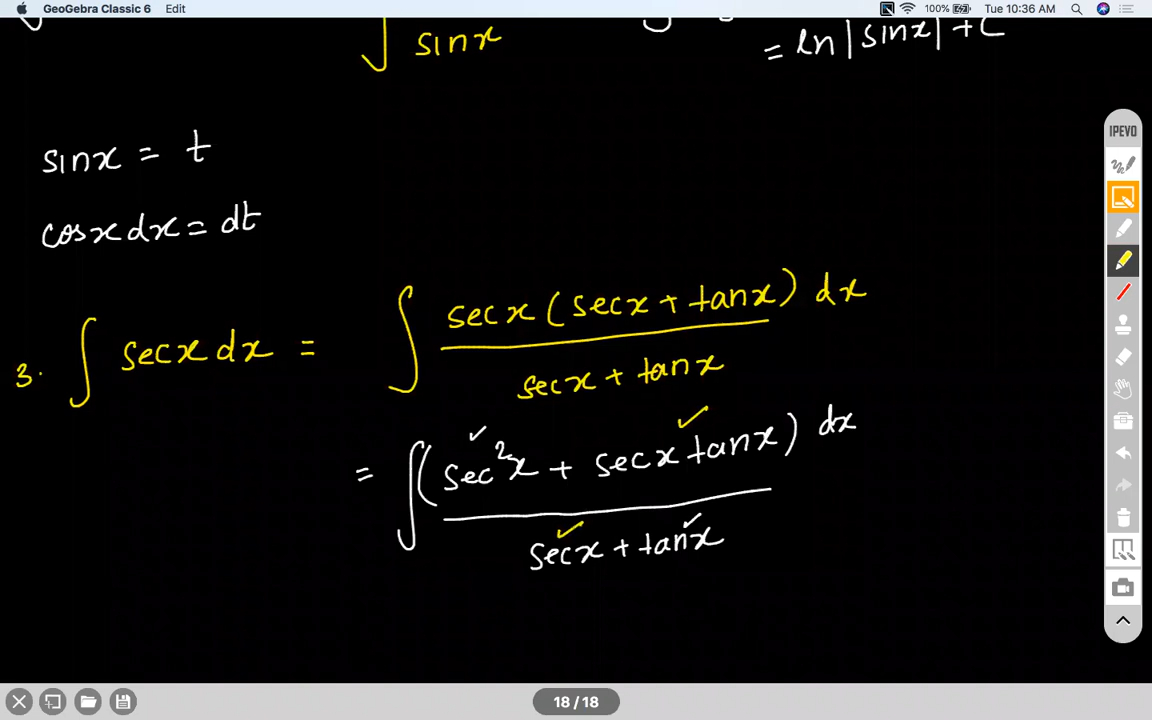 GeoGebra Classic 6 Edit 100% Tue 10:36 AM
∫ sinx
= ln |sinx| + C
IPEVO
sinx = t
cosx dx = dt
3. ∫ secx dx = ∫ secx (secx + tanx) dx
secx + tanx
= ∫ (sec²x + secx tanx) dx
secx + tanx
18 / 18